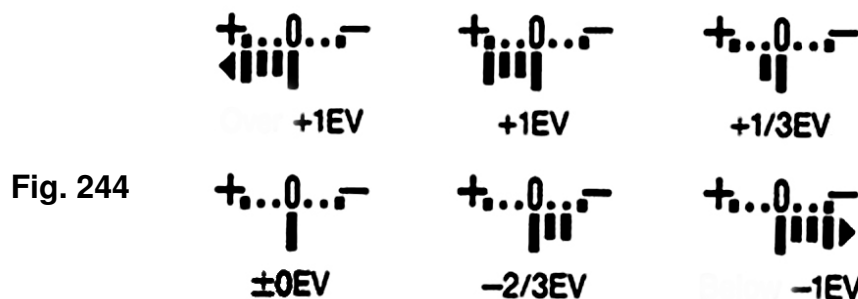 + 0 − + 0 − + 0 −
+1EV +1EV +1/3EV
Fig. 244
+ 0 − + 0 − + 0 −
±0EV −2/3EV −1EV